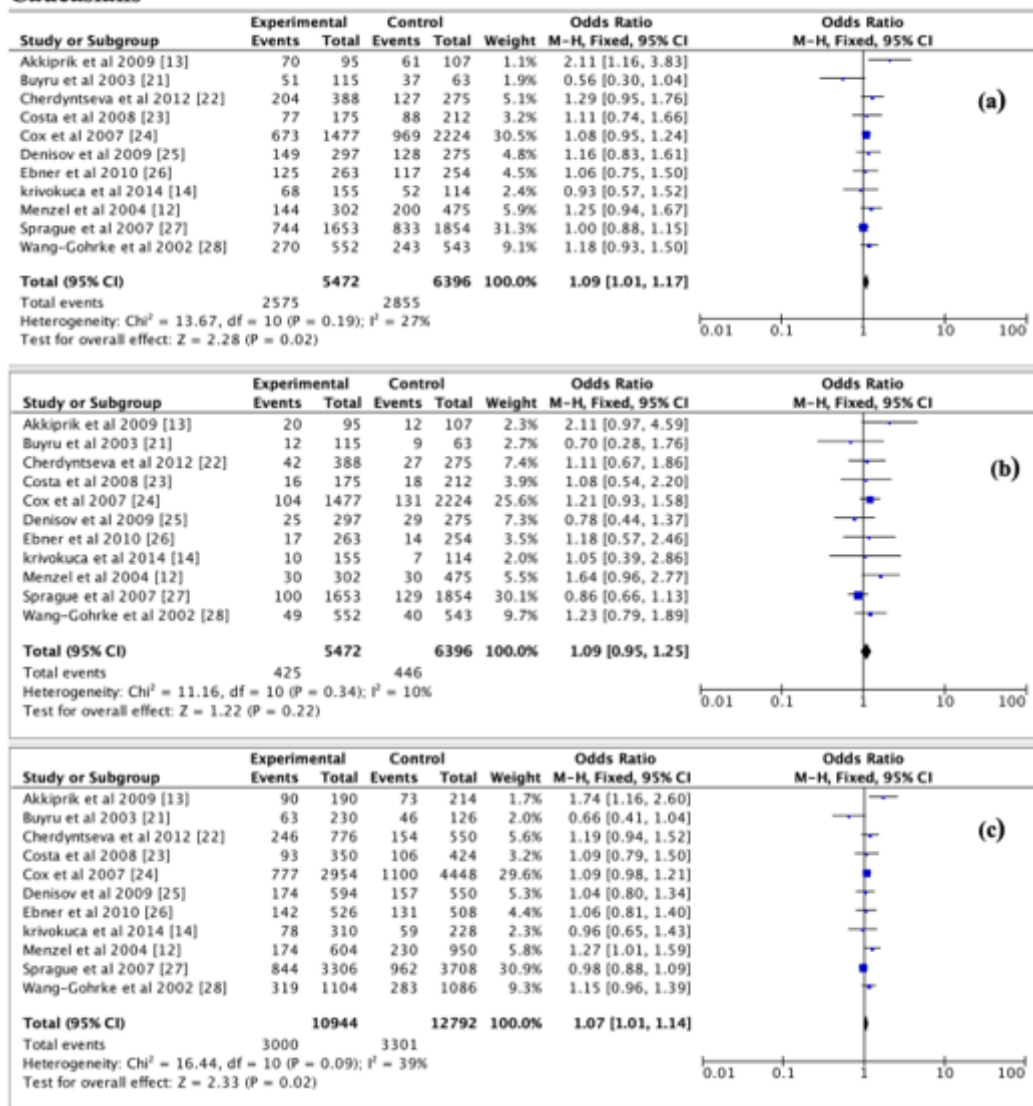 Experimental Control Odds Ratio Odds Ratio
Study or Subgroup Events Total Events Total Weight M-H, Fixed, 95% CI M-H, Fixed, 95% CI
Akkiprik et al 2009 [13] 70 95 61 107 1.1% 2.11 [1.16, 3.83]
Buyru et al 2003 [21] 51 115 37 63 1.9% 0.56 [0.30, 1.04]
Cherdyntseva et al 2012 [22] 204 388 127 275 5.1% 1.29 [0.95, 1.76]
(a)
Costa et al 2008 [23] 77 175 88 212 3.2% 1.11 [0.74, 1.66]
Cox et al 2007 [24] 673 1477 969 2224 30.5% 1.08 [0.95, 1.24]
Denisov et al 2009 [25] 149 297 128 275 4.8% 1.16 [0.83, 1.61]
Ebner et al 2010 [26] 125 263 117 254 4.2% 1.06 [0.75, 1.50]
krivokuca et al 2014 [14] 68 155 52 114 2.4% 0.93 [0.57, 1.52]
Menzel et al 2004 [12] 144 302 200 475 5.9% 1.25 [0.94, 1.67]
Sprague et al 2007 [27] 744 1653 833 1854 31.3% 1.00 [0.88, 1.15]
Wang-Gohrke et al 2002 [28] 270 552 243 543 9.1% 1.18 [0.93, 1.50]
Total (95% CI) 5472 6396 100.0% 1.09 [1.01, 1.17]
Total events 2575 2855
Heterogeneity: Chi² = 13.67, df = 10 (P = 0.19); I² = 27%
Test for overall effect: Z = 2.28 (P = 0.02)
0.01 0.1 1 10 100
Experimental Control Odds Ratio Odds Ratio
Study or Subgroup Events Total Events Total Weight M-H, Fixed, 95% CI M-H, Fixed, 95% CI
Akkiprik et al 2009 [13] 20 95 12 107 2.3% 2.11 [0.97, 4.59]
Buyru et al 2003 [21] 12 115 9 63 2.7% 0.70 [0.28, 1.76]
Cherdyntseva et al 2012 [22] 42 388 27 275 7.4% 1.11 [0.67, 1.86]
(b)
Costa et al 2008 [23] 16 175 18 212 3.9% 1.08 [0.54, 2.20]
Cox et al 2007 [24] 104 1477 131 2224 25.6% 1.21 [0.93, 1.58]
Denisov et al 2009 [25] 25 297 29 275 7.3% 0.78 [0.44, 1.37]
Ebner et al 2010 [26] 17 263 14 254 3.5% 1.18 [0.57, 2.46]
krivokuca et al 2014 [14] 10 155 7 114 2.0% 1.05 [0.39, 2.86]
Menzel et al 2004 [12] 30 302 30 475 5.5% 1.64 [0.96, 2.77]
Sprague et al 2007 [27] 100 1653 129 1854 30.1% 0.86 [0.66, 1.13]
Wang-Gohrke et al 2002 [28] 49 552 40 543 9.7% 1.23 [0.79, 1.89]
Total (95% CI) 5472 6396 100.0% 1.09 [0.95, 1.25]
Total events 425 446
Heterogeneity: Chi² = 11.16, df = 10 (P = 0.34); I² = 10%
Test for overall effect: Z = 1.22 (P = 0.22)
0.01 0.1 1 10 100
Experimental Control Odds Ratio Odds Ratio
Study or Subgroup Events Total Events Total Weight M-H, Fixed, 95% CI M-H, Fixed, 95% CI
Akkiprik et al 2009 [13] 90 190 73 214 1.7% 1.74 [1.16, 2.60]
Buyru et al 2003 [21] 63 230 46 126 2.0% 0.66 [0.41, 1.04]
Cherdyntseva et al 2012 [22] 246 776 154 550 5.6% 1.19 [0.94, 1.52]
(c)
Costa et al 2008 [23] 93 350 106 424 3.2% 1.09 [0.79, 1.50]
Cox et al 2007 [24] 777 2954 1100 4448 29.6% 1.09 [0.98, 1.21]
Denisov et al 2009 [25] 174 594 157 550 5.3% 1.04 [0.80, 1.34]
Ebner et al 2010 [26] 142 526 131 508 4.4% 1.06 [0.81, 1.40]
krivokuca et al 2014 [14] 78 310 59 228 2.3% 0.96 [0.65, 1.43]
Menzel et al 2004 [12] 174 604 230 950 5.8% 1.27 [1.01, 1.59]
Sprague et al 2007 [27] 844 3306 962 3708 30.9% 0.98 [0.88, 1.09]
Wang-Gohrke et al 2002 [28] 319 1104 283 1086 9.3% 1.15 [0.96, 1.39]
Total (95% CI) 10944 12792 100.0% 1.07 [1.01, 1.14]
Total events 3000 3301
Heterogeneity: Chi² = 16.44, df = 10 (P = 0.09); I² = 39%
Test for overall effect: Z = 2.33 (P = 0.02)
0.01 0.1 1 10 100